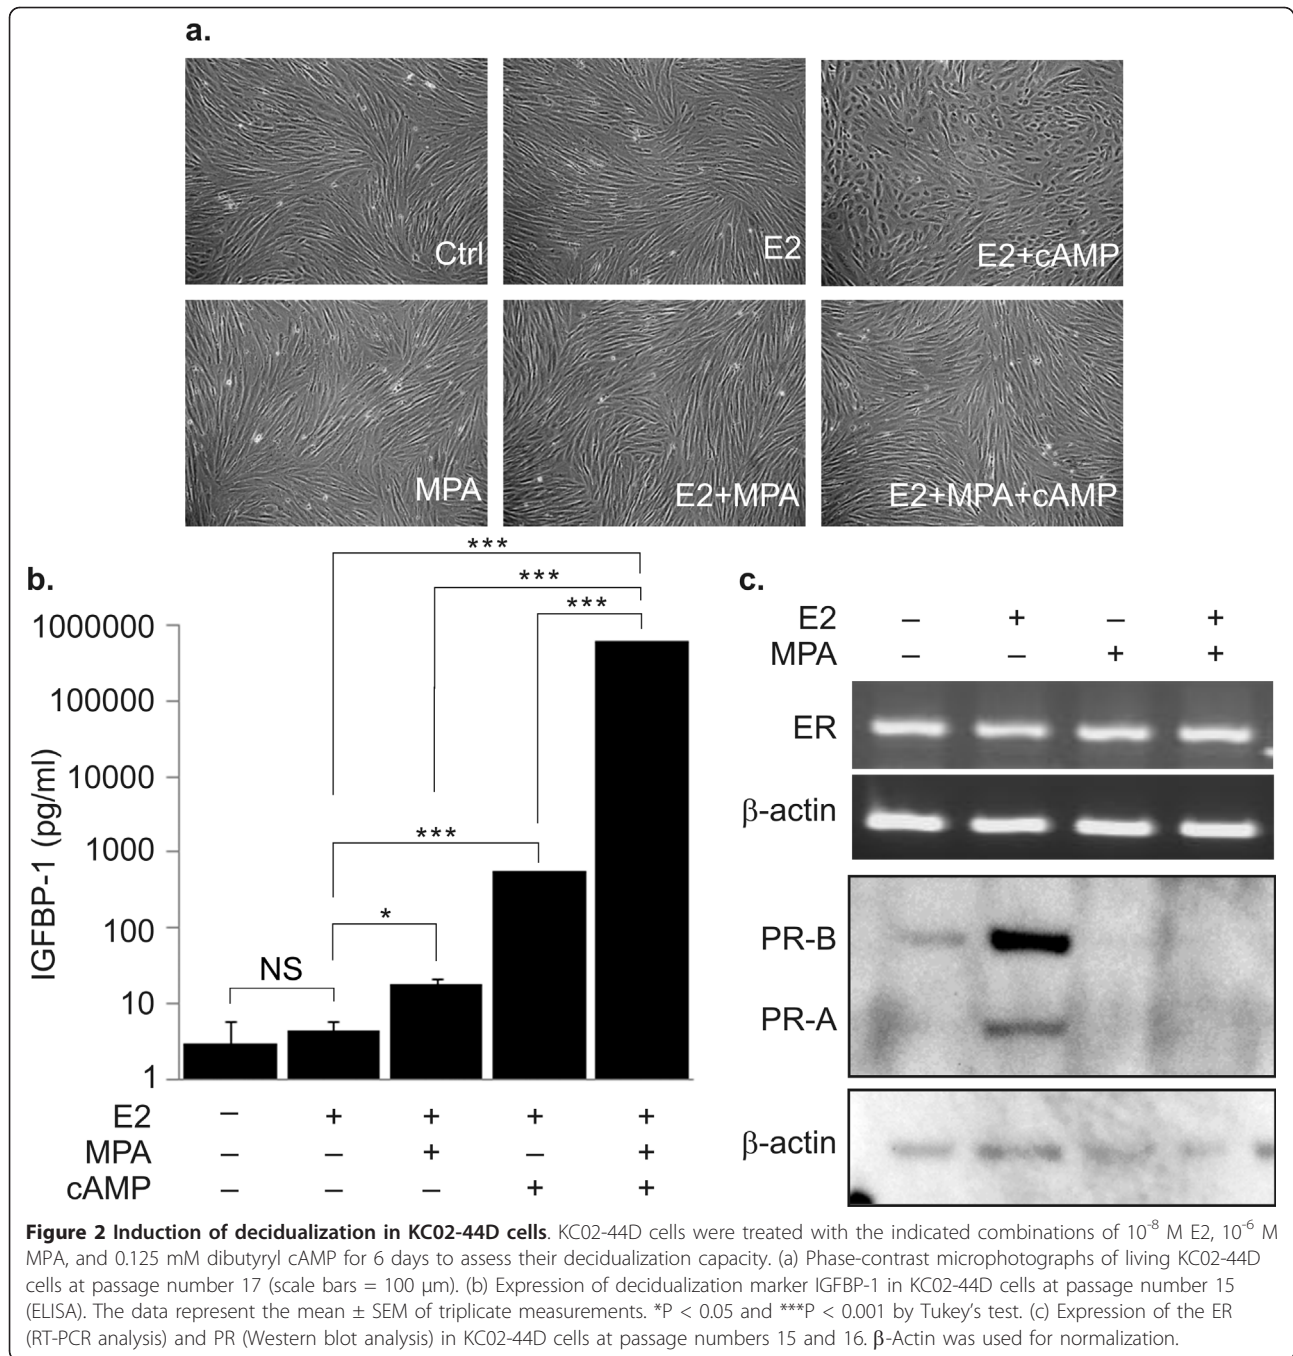 a.
Ctrl
E2
E2+cAMP
MPA
E2+MPA
E2+MPA+cAMP
b.
***
***
***
***
*
NS
1000000
100000
10000
1000
100
10
1
IGFBP-1 (pg/ml)
E2 – + + + +
MPA – – + – +
cAMP – – – + +
c.
E2 – + – +
MPA – – + +
ER
β-actin
PR-B
PR-A
β-actin
Figure 2 Induction of decidualization in KC02-44D cells. KC02-44D cells were treated with the indicated combinations of 10⁻⁸ M E2, 10⁻⁶ M
MPA, and 0.125 mM dibutyryl cAMP for 6 days to assess their decidualization capacity. (a) Phase-contrast microphotographs of living KC02-44D
cells at passage number 17 (scale bars = 100 μm). (b) Expression of decidualization marker IGFBP-1 in KC02-44D cells at passage number 15
(ELISA). The data represent the mean ± SEM of triplicate measurements. *P < 0.05 and ***P < 0.001 by Tukey's test. (c) Expression of the ER
(RT-PCR analysis) and PR (Western blot analysis) in KC02-44D cells at passage numbers 15 and 16. β-Actin was used for normalization.